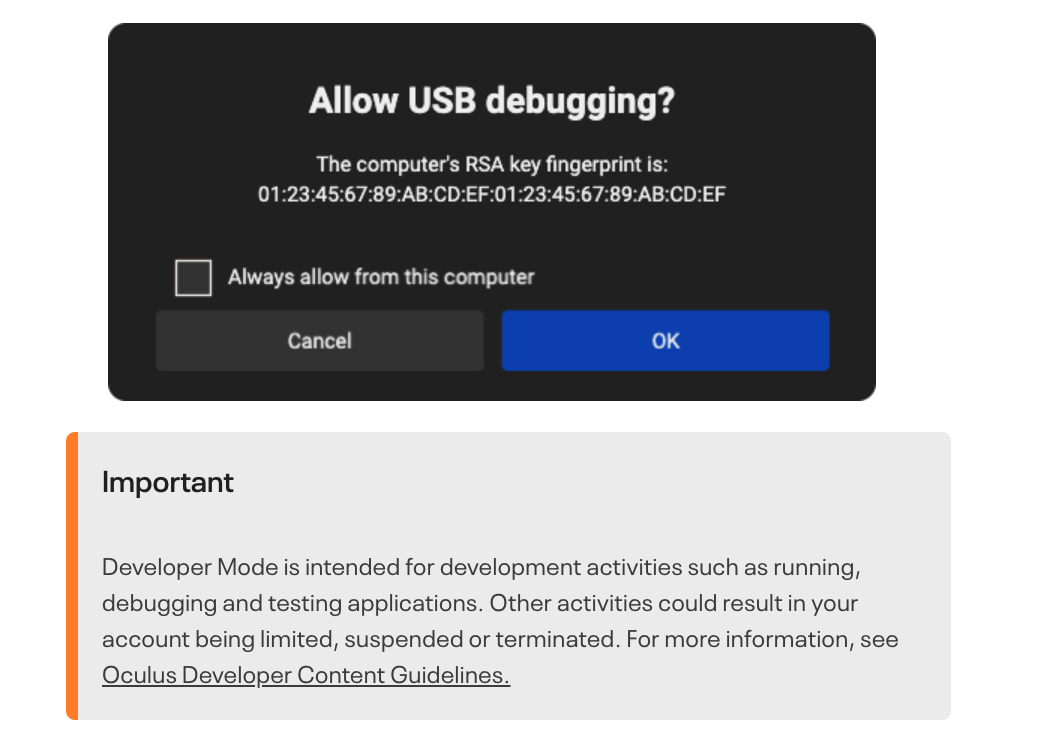 Allow USB debugging?
The computer's RSA key fingerprint is:
01:23:45:67:89:AB:CD:EF:01:23:45:67:89:AB:CD:EF
Always allow from this computer
Cancel
OK
Important
Developer Mode is intended for development activities such as running,
debugging and testing applications. Other activities could result in your
account being limited, suspended or terminated. For more information, see
Oculus Developer Content Guidelines.